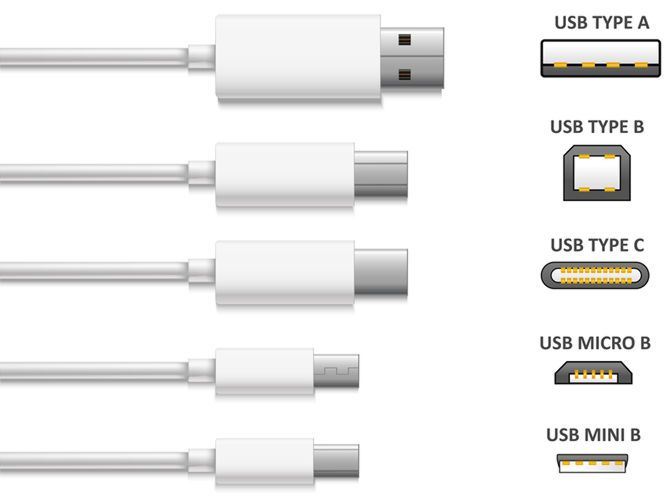 USB TYPE A
USB TYPE B
USB TYPE C
USB MICRO B
USB MINI B